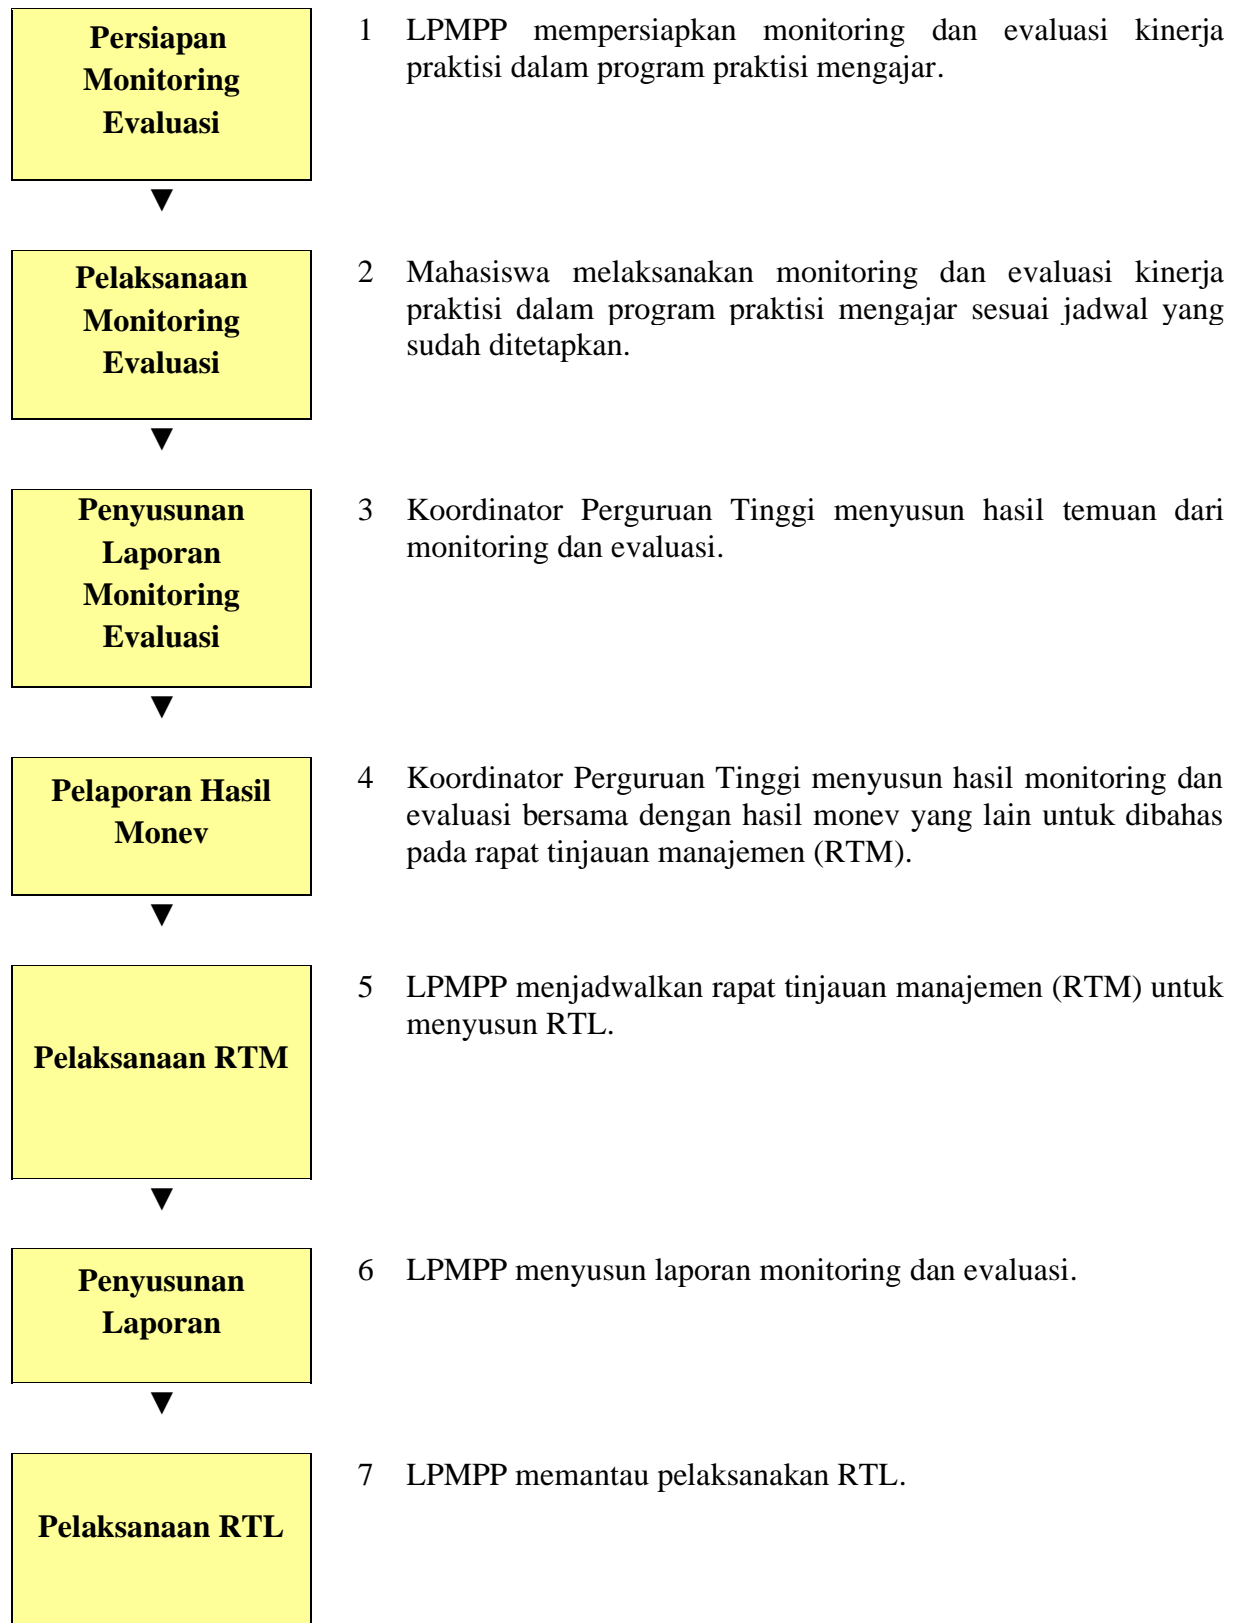 Persiapan
Monitoring
Evaluasi
1 LPMPP mempersiapkan monitoring dan evaluasi kinerja
praktisi dalam program praktisi mengajar.
▼
Pelaksanaan
Monitoring
Evaluasi
2 Mahasiswa melaksanakan monitoring dan evaluasi kinerja
praktisi dalam program praktisi mengajar sesuai jadwal yang
sudah ditetapkan.
▼
Penyusunan
Laporan
Monitoring
Evaluasi
3 Koordinator Perguruan Tinggi menyusun hasil temuan dari
monitoring dan evaluasi.
▼
Pelaporan Hasil
Monev
4 Koordinator Perguruan Tinggi menyusun hasil monitoring dan
evaluasi bersama dengan hasil monev yang lain untuk dibahas
pada rapat tinjauan manajemen (RTM).
▼
Pelaksanaan RTM
5 LPMPP menjadwalkan rapat tinjauan manajemen (RTM) untuk
menyusun RTL.
▼
Penyusunan
Laporan
6 LPMPP menyusun laporan monitoring dan evaluasi.
▼
Pelaksanaan RTL
7 LPMPP memantau pelaksanakan RTL.